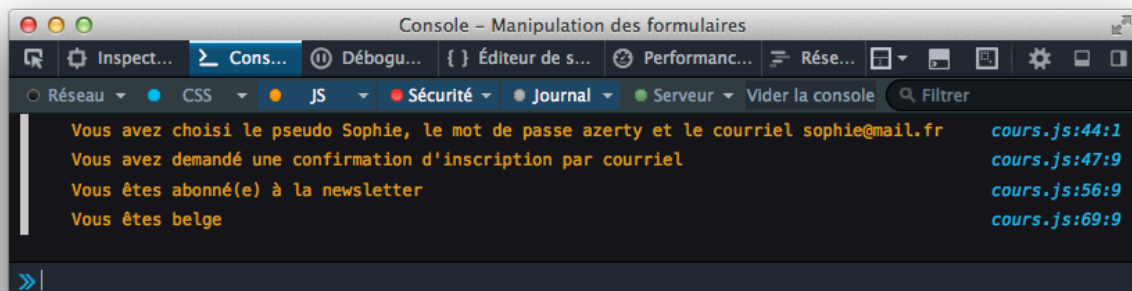 Console – Manipulation des formulaires
Inspect... Cons... Débogu... { } Éditeur de s... Performanc... Rése...
Réseau CSS JS Sécurité Journal Serveur Vider la console Filtrer
Vous avez choisi le pseudo Sophie, le mot de passe azerty et le courriel sophie@mail.fr cours.js:44:1
Vous avez demandé une confirmation d'inscription par courriel cours.js:47:9
Vous êtes abonné(e) à la newsletter cours.js:56:9
Vous êtes belge cours.js:69:9
»